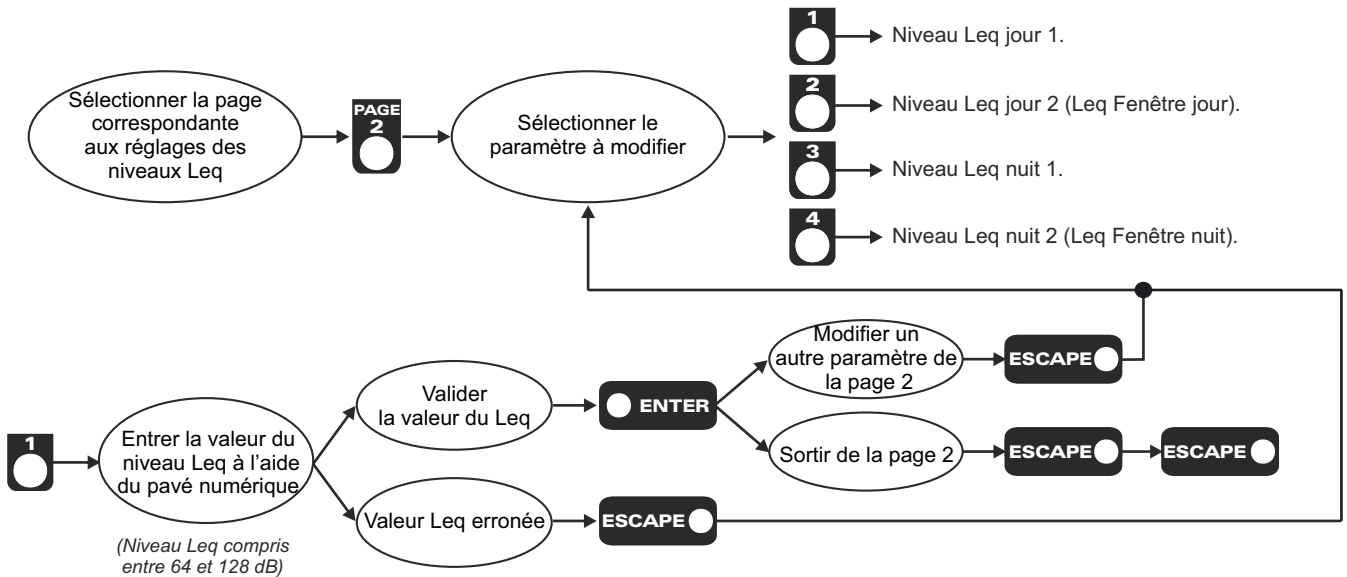 Sélectionner la page
correspondante
aux réglages des
niveaux Leq
PAGE
2
Sélectionner le
paramètre à modifier
1
Niveau Leq jour 1.
2
Niveau Leq jour 2 (Leq Fenêtre jour).
3
Niveau Leq nuit 1.
4
Niveau Leq nuit 2 (Leq Fenêtre nuit).
1
Entrer la valeur du
niveau Leq à l'aide
du pavé numérique
(Niveau Leq compris
entre 64 et 128 dB)
Valider
la valeur du Leq
ENTER
Modifier un
autre paramètre de
la page 2
ESCAPE
Sortir de la page 2
ESCAPE
ESCAPE
Valeur Leq erronée
ESCAPE